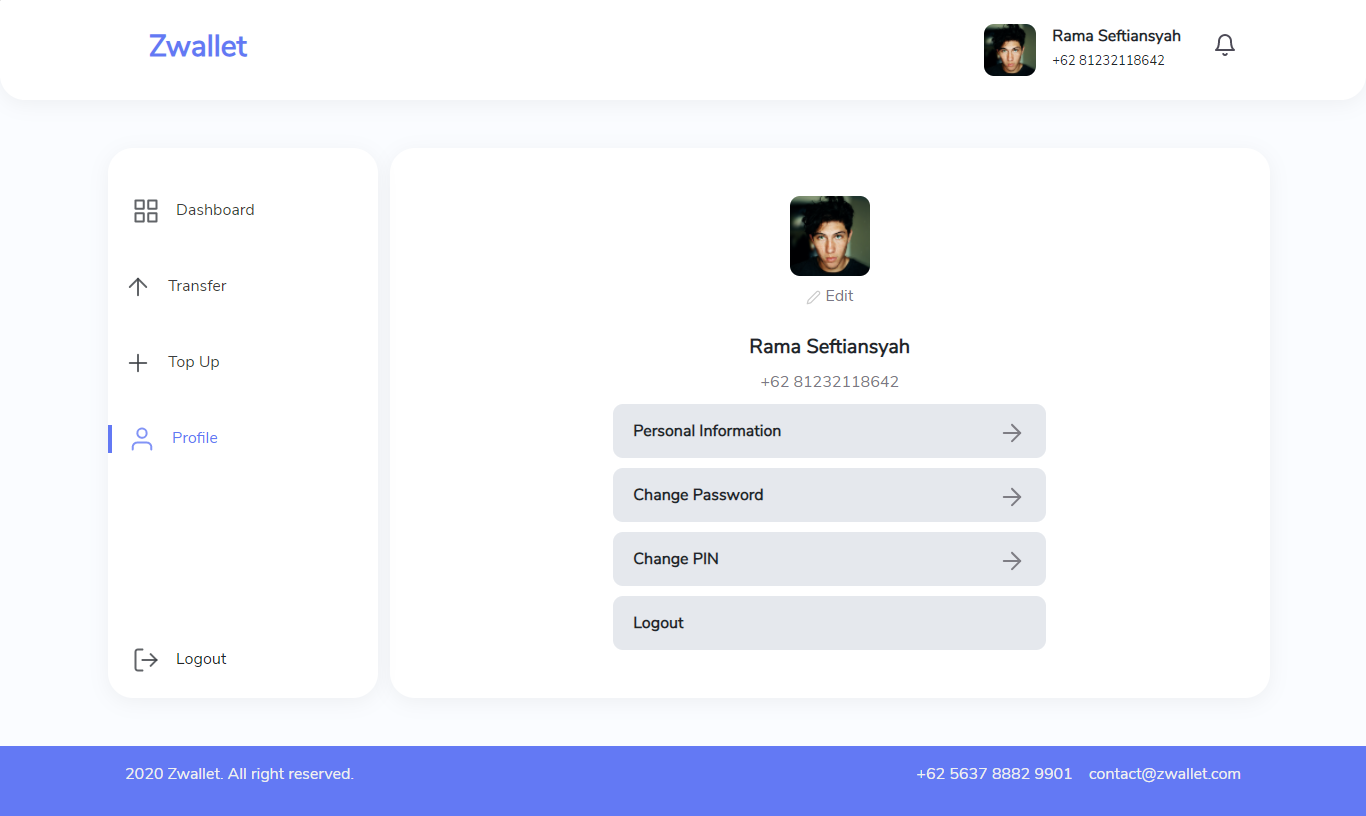 Zwallet
Rama Seftiansyah
+62 81232118642
Dashboard
Transfer
Top Up
Profile
Logout
Edit
Rama Seftiansyah
+62 81232118642
Personal Information
Change Password
Change PIN
Logout
2020 Zwallet. All right reserved.
+62 5637 8882 9901 contact@zwallet.com